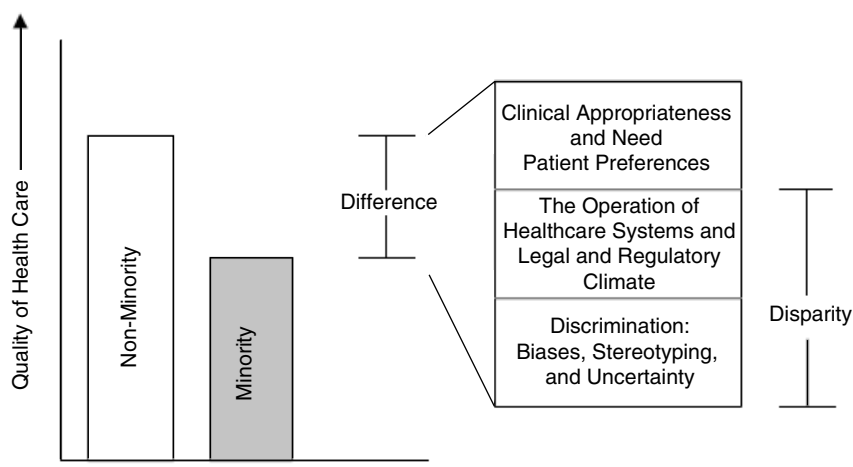 Quality of Health Care
Non-Minority
Minority
Difference
Clinical Appropriateness
and Need
Patient Preferences
The Operation of
Healthcare Systems and
Legal and Regulatory
Climate
Discrimination:
Biases, Stereotyping,
and Uncertainty
Disparity